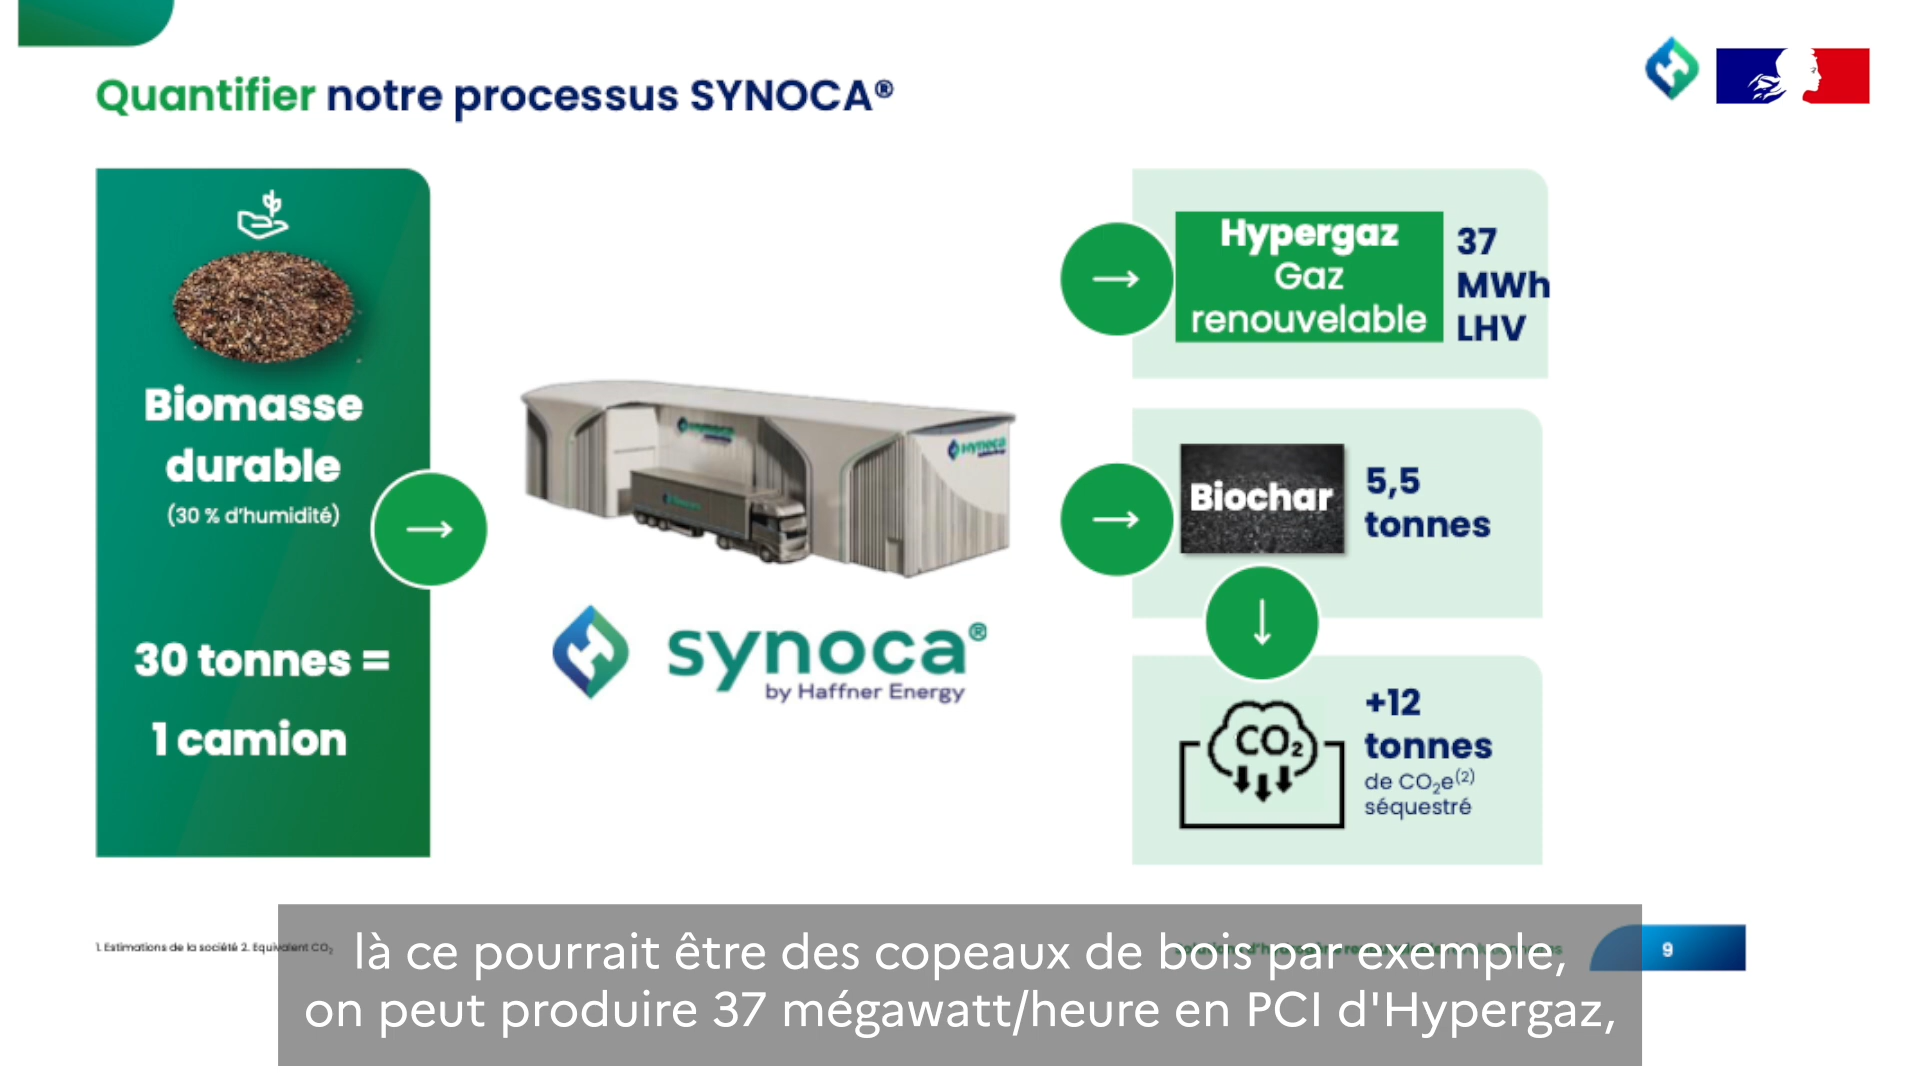 Quantifier notre processus SYNOCA®
Biomasse
durable
(30 % d'humidité)
30 tonnes =
1 camion
synoca
Hynoca
synoca®
by Haffner Energy
Hypergaz
Gaz
renouvelable
37
MWh
LHV
Biochar
5,5
tonnes
CO₂
+12
tonnes
de CO₂e⁽²⁾
séquestré
1. Estimations de la société 2. Equivalent CO₂
9
là ce pourrait être des copeaux de bois par exemple,
on peut produire 37 mégawatt/heure en PCI d'Hypergaz,